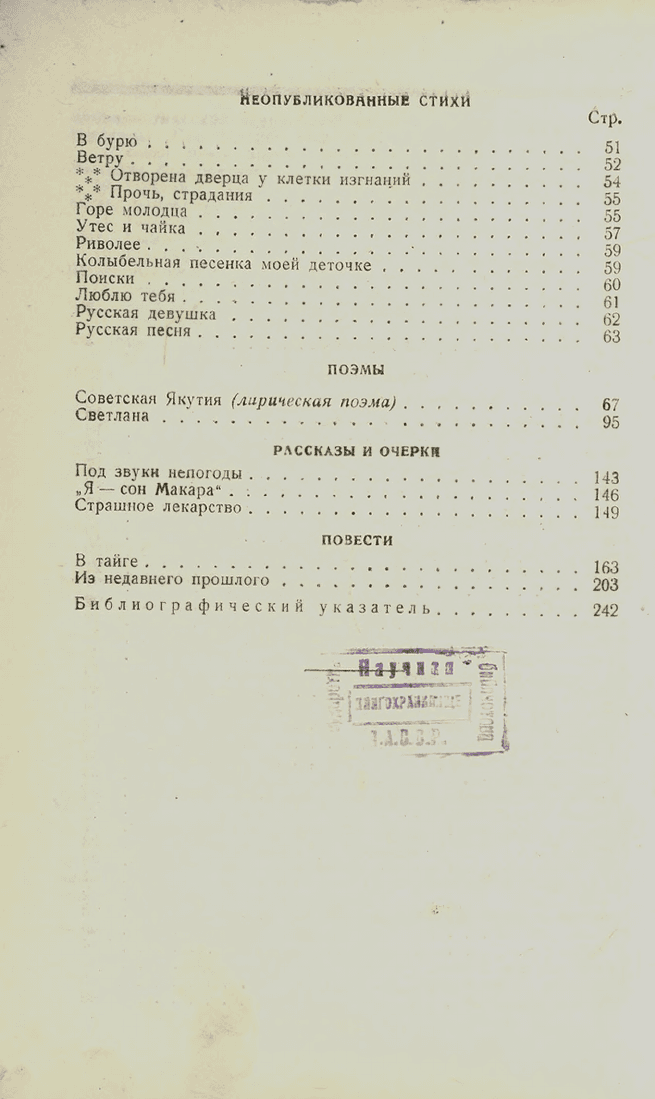 НЕОПУБЛИКОВАННЫЕ СТИХИ
Стр.
В бурю . . . . . . . . . . . . . . . . . . . . . . . . . 51
Ветру . . . . . . . . . . . . . . . . . . . . . . . . . . 52
*** Отворена дверца у клетки изгнаний . . . . . . . . . . 54
*** Прочь, страдания . . . . . . . . . . . . . . . . . . . 55
Горе молодца . . . . . . . . . . . . . . . . . . . . . . 55
Утес и чайка . . . . . . . . . . . . . . . . . . . . . . 57
Риволее . . . . . . . . . . . . . . . . . . . . . . . . . 59
Колыбельная песенка моей деточке . . . . . . . . . . . . 59
Поиски . . . . . . . . . . . . . . . . . . . . . . . . . 60
Люблю тебя . . . . . . . . . . . . . . . . . . . . . . . 61
Русская девушка . . . . . . . . . . . . . . . . . . . . . 62
Русская песня . . . . . . . . . . . . . . . . . . . . . . 63
ПОЭМЫ
Советская Якутия (лирическая поэма) . . . . . . . . . . . 67
Светлана . . . . . . . . . . . . . . . . . . . . . . . . 95
РАССКАЗЫ И ОЧЕРКИ
Под звуки непогоды . . . . . . . . . . . . . . . . . . . 143
„Я — сон Макара“ . . . . . . . . . . . . . . . . . . . . 146
Страшное лекарство . . . . . . . . . . . . . . . . . . . 149
ПОВЕСТИ
В тайге . . . . . . . . . . . . . . . . . . . . . . . . . 163
Из недавнего прошлого . . . . . . . . . . . . . . . . . . 203
Библиографический указатель . . . . . . . . . 242
Научная